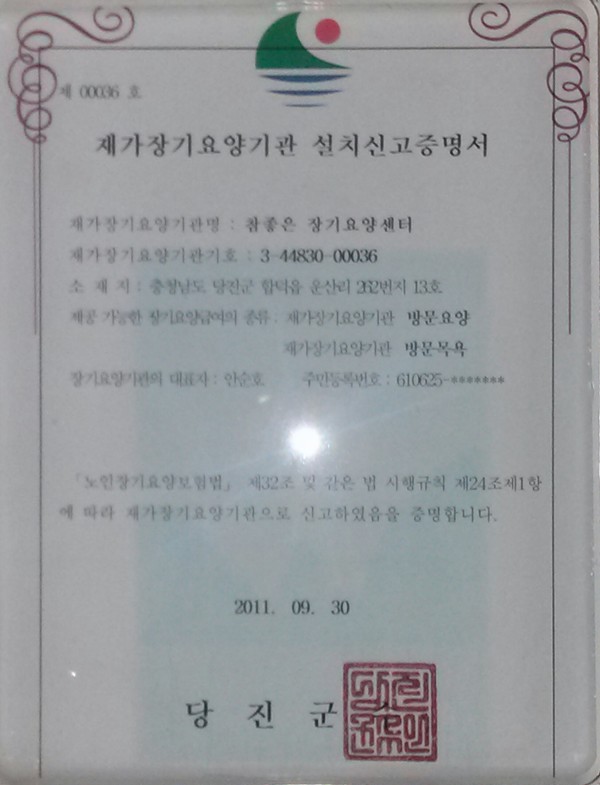 제 00036 호
재가장기요양기관 설치신고증명서
재가장기요양기관명 : 참좋은 장기요양센터
재가장기요양기관기호 : 3-44830-00036
소 재 지 : 충청남도 당진군 합덕읍 운산리 262번지 13호
제공 가능한 장기요양급여의 종류 : 재가장기요양기관 방문요양
재가장기요양기관 방문목욕
장기요양기관의 대표자 : 안순호 주민등록번호 : 610625-*******
「노인장기요양보험법」 제32조 및 같은 법 시행규칙 제24조제1항
에 따라 재가장기요양기관으로 신고하였음을 증명합니다.
2011. 09. 30
당 진 군 수